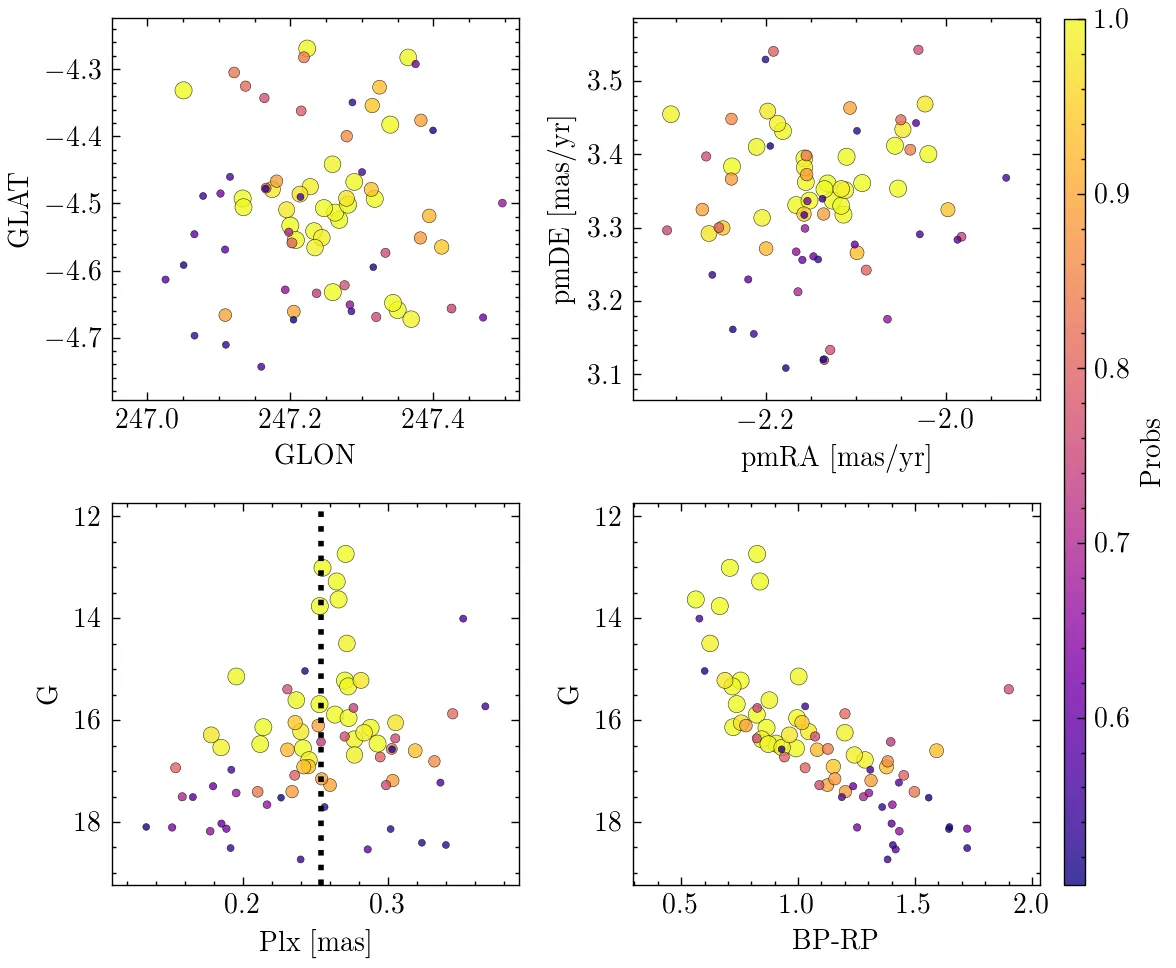 −4.3
−4.4
−4.5
−4.6
−4.7
GLAT
247.0 247.2 247.4
GLON
3.5
3.4
3.3
3.2
3.1
pmDE [mas/yr]
−2.2 −2.0
pmRA [mas/yr]
1.0
0.9
0.8
0.7
0.6
Probs
12
14
16
18
G
0.2 0.3
Plx [mas]
12
14
16
18
G
0.5 1.0 1.5 2.0
BP-RP